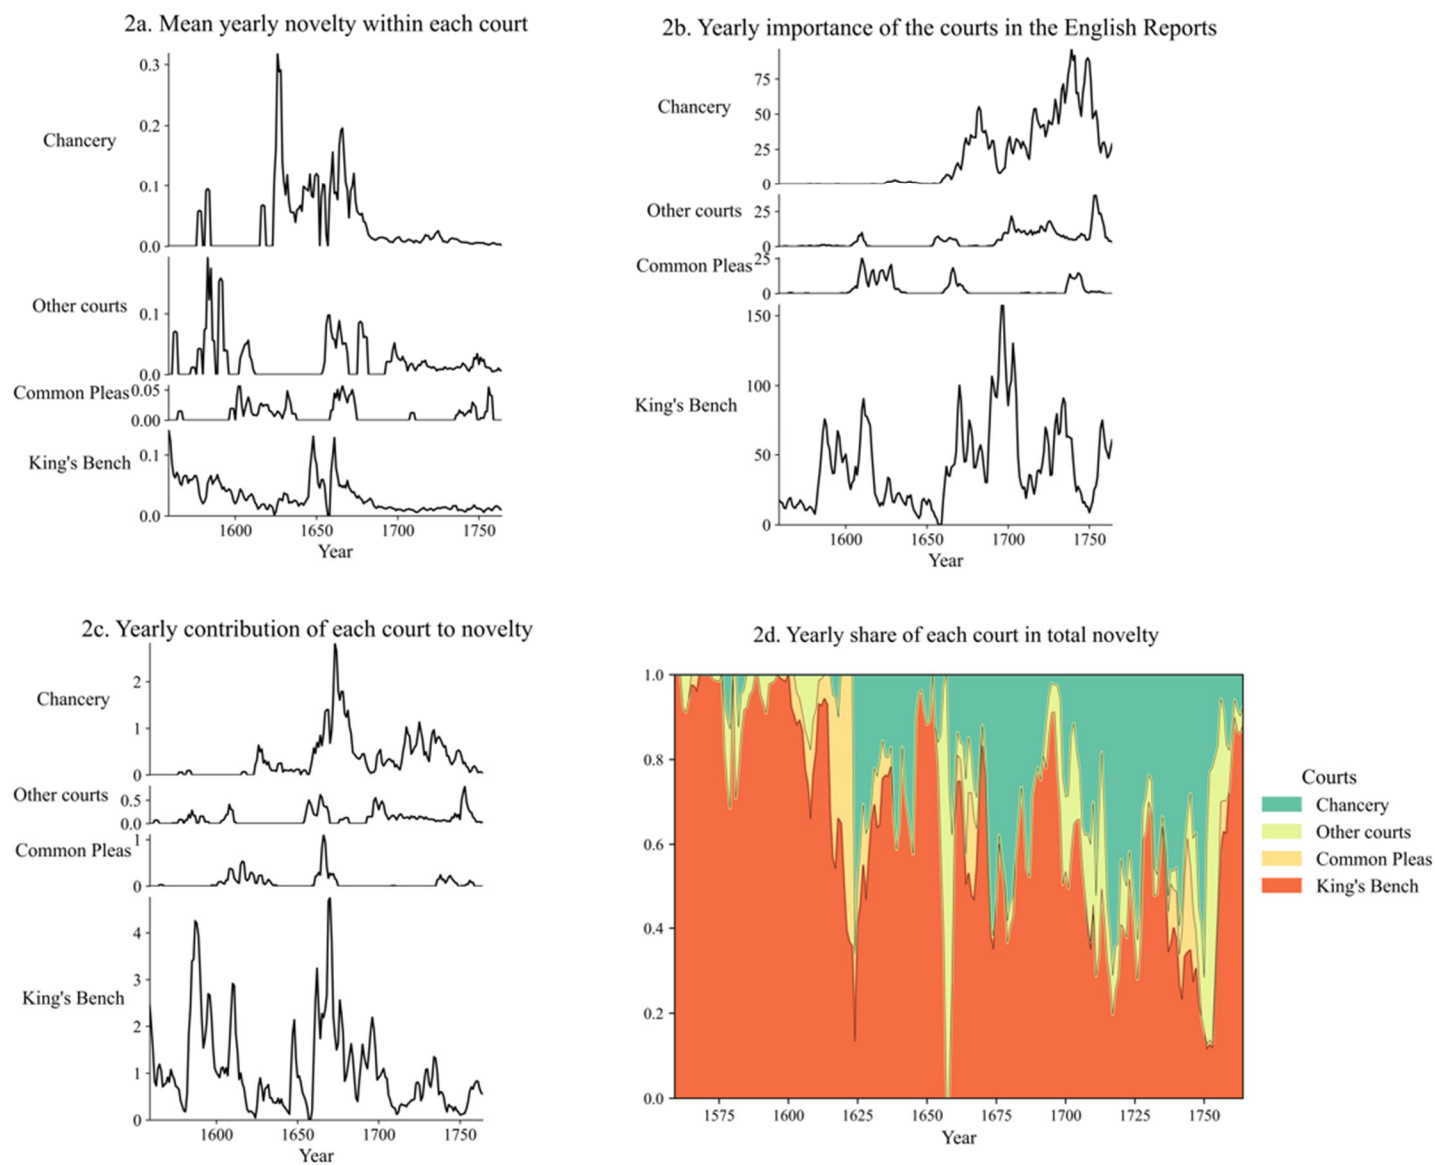 2a. Mean yearly novelty within each court
0.3
Chancery
0.2
0.1
0.0
Other courts
0.1
0.0
Common Pleas
0.05
0.00
King's Bench
0.1
0.0
1600
1650
1700
1750
Year
2b. Yearly importance of the courts in the English Reports
75
Chancery
50
25
0
Other courts
25
0
Common Pleas
25
0
150
100
King's Bench
50
0
1600
1650
1700
1750
Year
2c. Yearly contribution of each court to novelty
2
Chancery
1
0
Other courts
0.5
0.0
Common Pleas
1
0
4
3
King's Bench
2
1
0
1600
1650
1700
1750
Year
2d. Yearly share of each court in total novelty
1.0
0.8
0.6
0.4
0.2
0.0
1575
1600
1625
1650
1675
1700
1725
1750
Year
Courts
Chancery
Other courts
Common Pleas
King's Bench